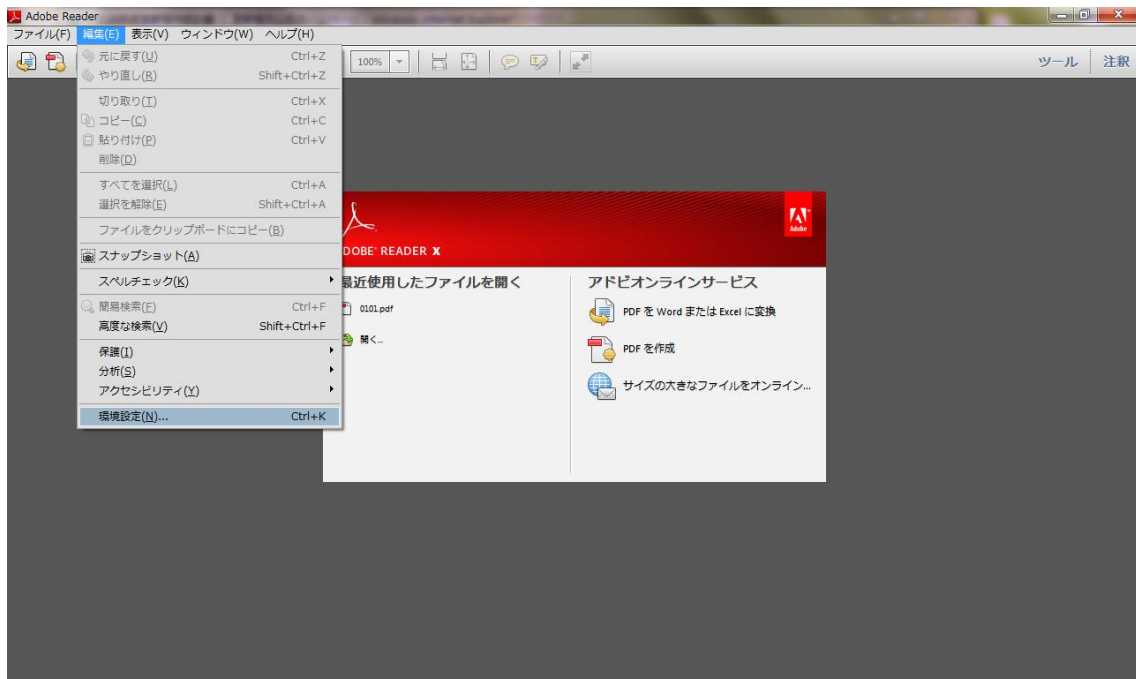 Adobe Reader
ファイル(F) 編集(E) 表示(V) ウィンドウ(W) ヘルプ(H)
元に戻す(U) Ctrl+Z
やり直し(R) Shift+Ctrl+Z
100%
ツール 注釈
切り取り(T) Ctrl+X
コピー(C) Ctrl+C
貼り付け(P) Ctrl+V
削除(D)
すべてを選択(L) Ctrl+A
選択を解除(E) Shift+Ctrl+A
ファイルをクリップボードにコピー(B)
スナップショット(A)
スペルチェック(K)
簡易検索(F) Ctrl+F
高度な検索(V) Shift+Ctrl+F
保護(I)
分析(S)
アクセシビリティ(Y)
環境設定(N)... Ctrl+K
Adobe
DOBE® READER X
最近使用したファイルを開く
0101.pdf
開く...
アドビオンラインサービス
PDF を Word または Excel に変換
PDF を作成
サイズの大きなファイルをオンライン...